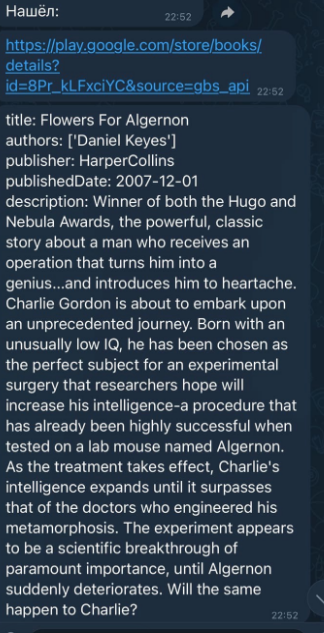 Нашёл:
22:52
https://play.google.com/store/books/
details?
id=8Pr_kLFxciYC&source=gbs_api 22:52
title: Flowers For Algernon
authors: ['Daniel Keyes']
publisher: HarperCollins
publishedDate: 2007-12-01
description: Winner of both the Hugo and
Nebula Awards, the powerful, classic
story about a man who receives an
operation that turns him into a
genius...and introduces him to heartache.
Charlie Gordon is about to embark upon
an unprecedented journey. Born with an
unusually low IQ, he has been chosen as
the perfect subject for an experimental
surgery that researchers hope will
increase his intelligence-a procedure that
has already been highly successful when
tested on a lab mouse named Algernon.
As the treatment takes effect, Charlie's
intelligence expands until it surpasses
that of the doctors who engineered his
metamorphosis. The experiment appears
to be a scientific breakthrough of
paramount importance, until Algernon
suddenly deteriorates. Will the same
happen to Charlie?
22:52